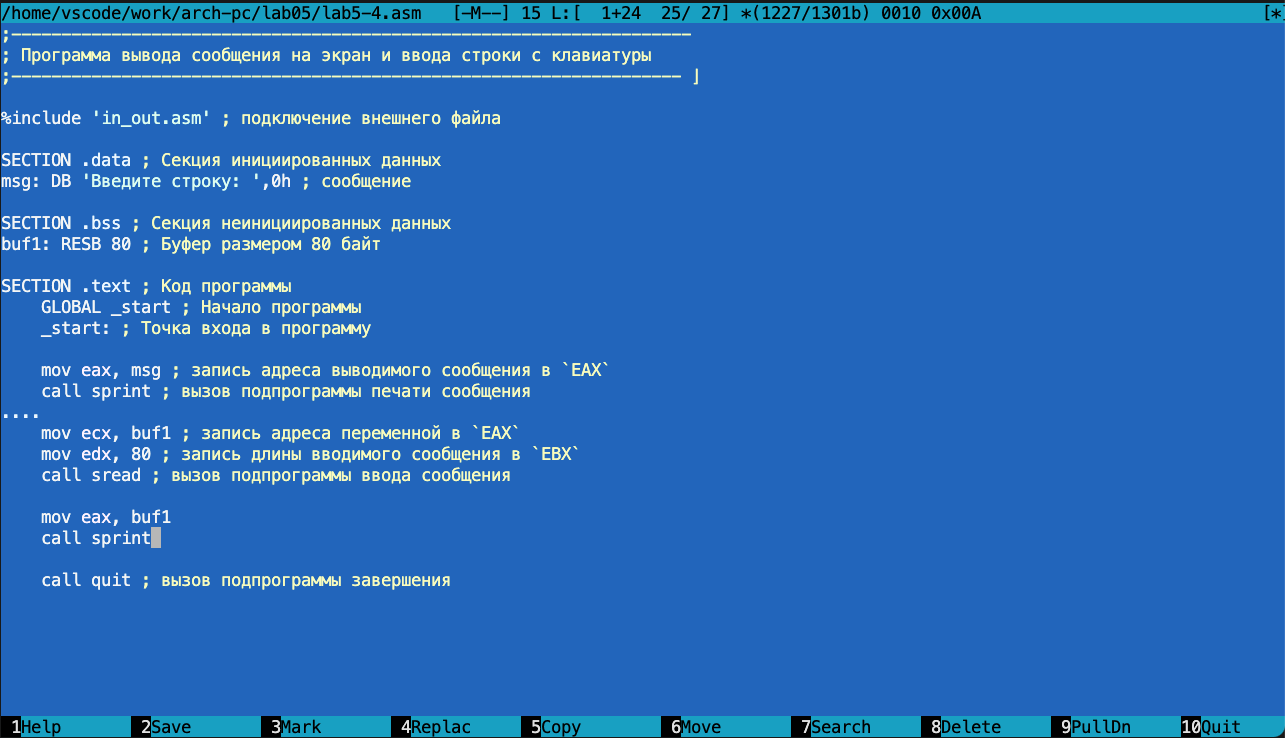 /home/vscode/work/arch-pc/lab05/lab5-4.asm [-M--] 15 L:[ 1+24 25/ 27] *(1227/1301b) 0010 0x00A [*]
;--------------------------------------------------------------------
; Программа вывода сообщения на экран и ввода строки с клавиатуры
;------------------------------------------------------------------- ⌋
%include 'in_out.asm' ; подключение внешнего файла
SECTION .data ; Секция инициированных данных
msg: DB 'Введите строку: ',0h ; сообщение
SECTION .bss ; Секция неинициированных данных
buf1: RESB 80 ; Буфер размером 80 байт
SECTION .text ; Код программы
GLOBAL _start ; Начало программы
_start: ; Точка входа в программу
mov eax, msg ; запись адреса выводимого сообщения в `EAX`
call sprint ; вызов подпрограммы печати сообщения
....
mov ecx, buf1 ; запись адреса переменной в `EAX`
mov edx, 80 ; запись длины вводимого сообщения в `EBX`
call sread ; вызов подпрограммы ввода сообщения
mov eax, buf1
call sprint
call quit ; вызов подпрограммы завершения
1Help 2Save 3Mark 4Replac 5Copy 6Move 7Search 8Delete 9PullDn 10Quit